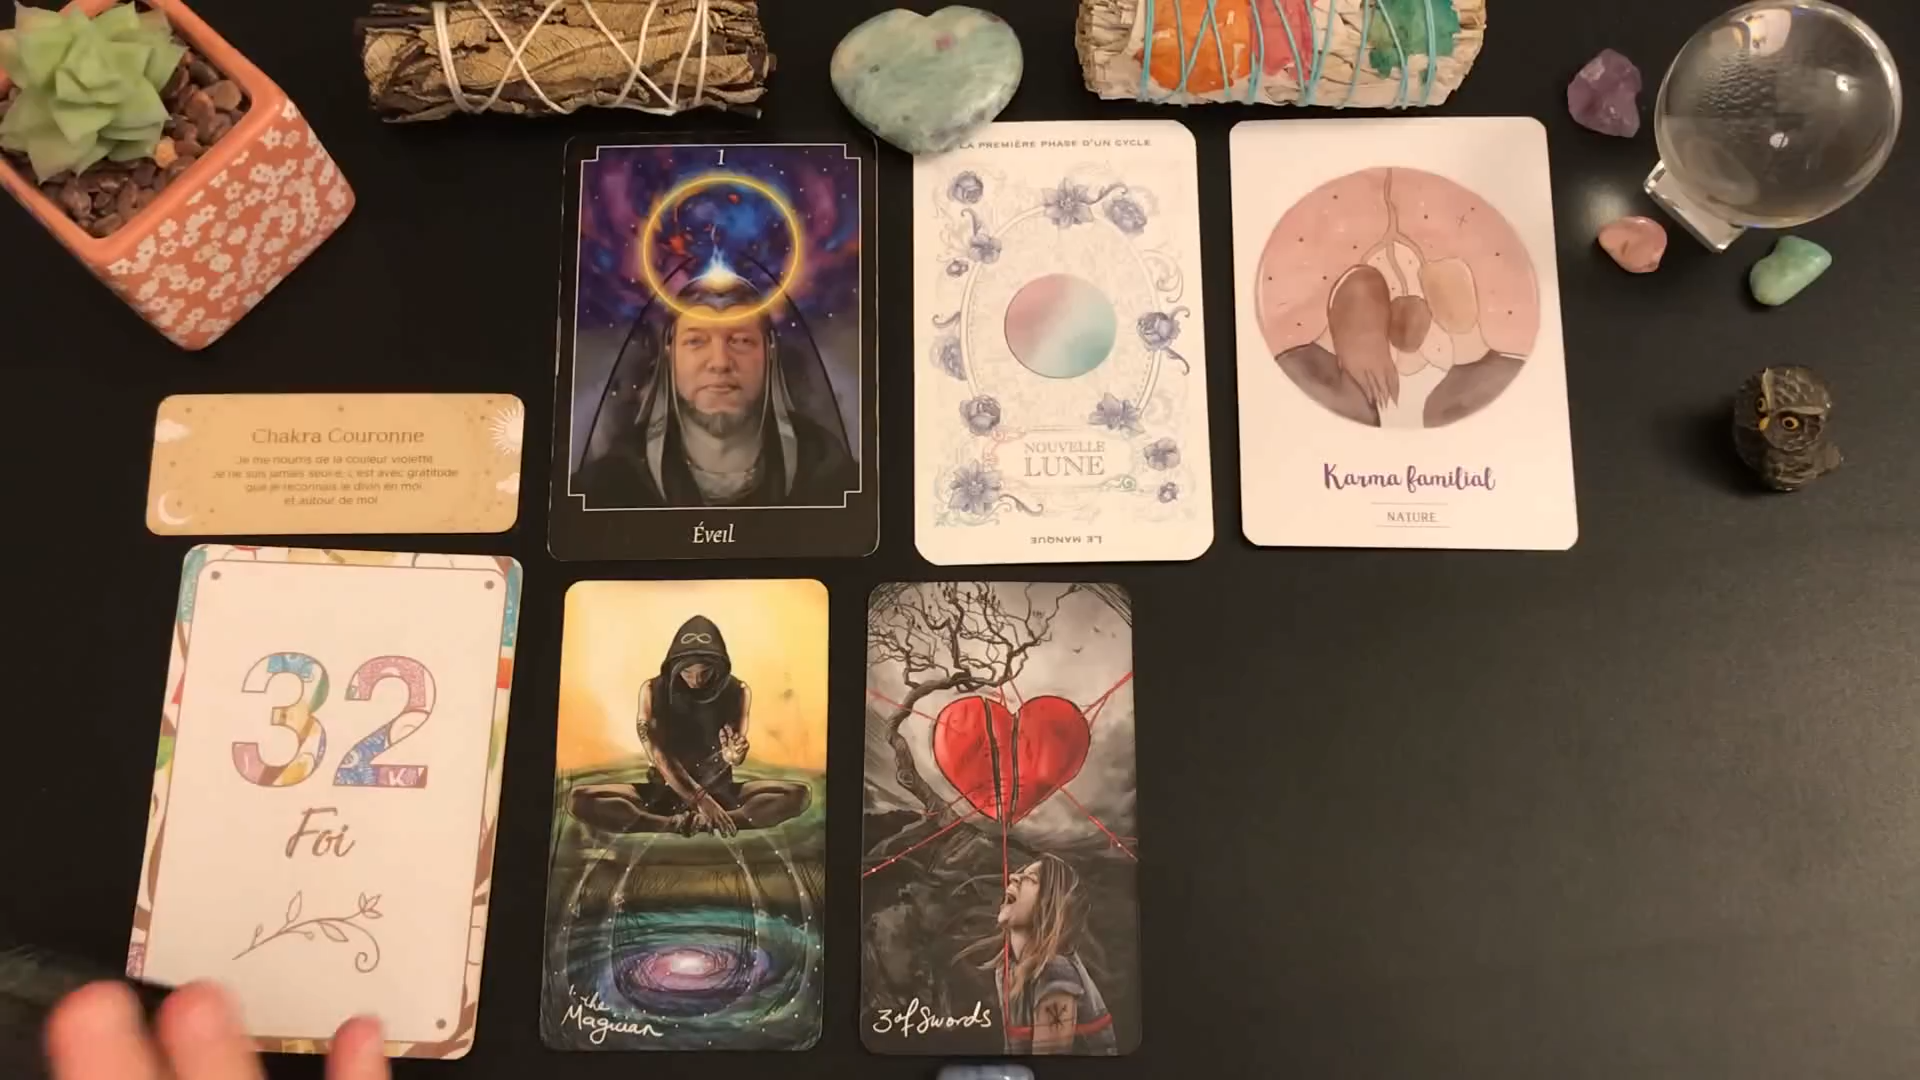 1
Éveil
LA PREMIÈRE PHASE D'UN CYCLE
NOUVELLE
LUNE
LE MANQUE
Karma familial
NATURE
Chakra Couronne
Je me nourris de la couleur violette
Je ne suis jamais seul·e, c'est avec gratitude
que je reconnais le divin en moi
et autour de moi
32
Foi
1. the
Magician
3 of Swords